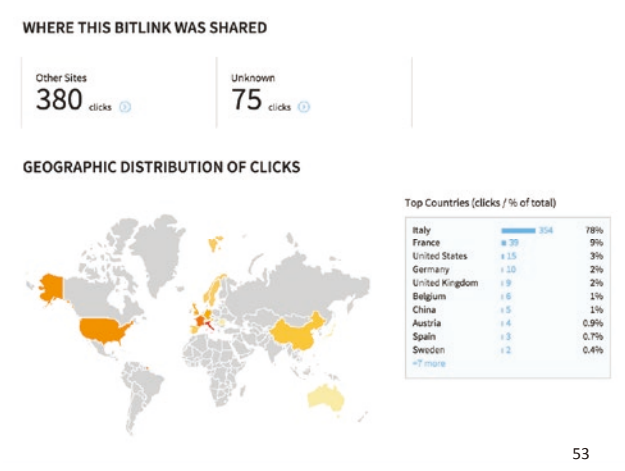 WHERE THIS BITLINK WAS SHARED
Other Sites
380 clicks
Unknown
75 clicks
GEOGRAPHIC DISTRIBUTION OF CLICKS
Top Countries (clicks / % of total)
Italy 354 78%
France 39 9%
United States 15 3%
Germany 10 2%
United Kingdom 9 2%
Belgium 6 1%
China 5 1%
Austria 4 0.9%
Spain 3 0.7%
Sweden 2 0.4%
+7 more
53